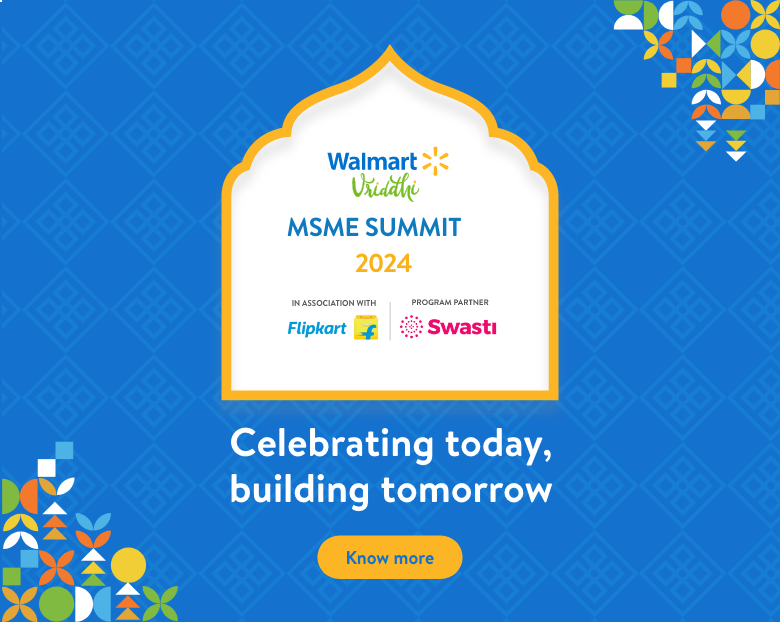 Walmart
Vriddhi
MSME SUMMIT
2024
IN ASSOCIATION WITH
Flipkart
PROGRAM PARTNER
Swasti
Celebrating today,
building tomorrow
Know more